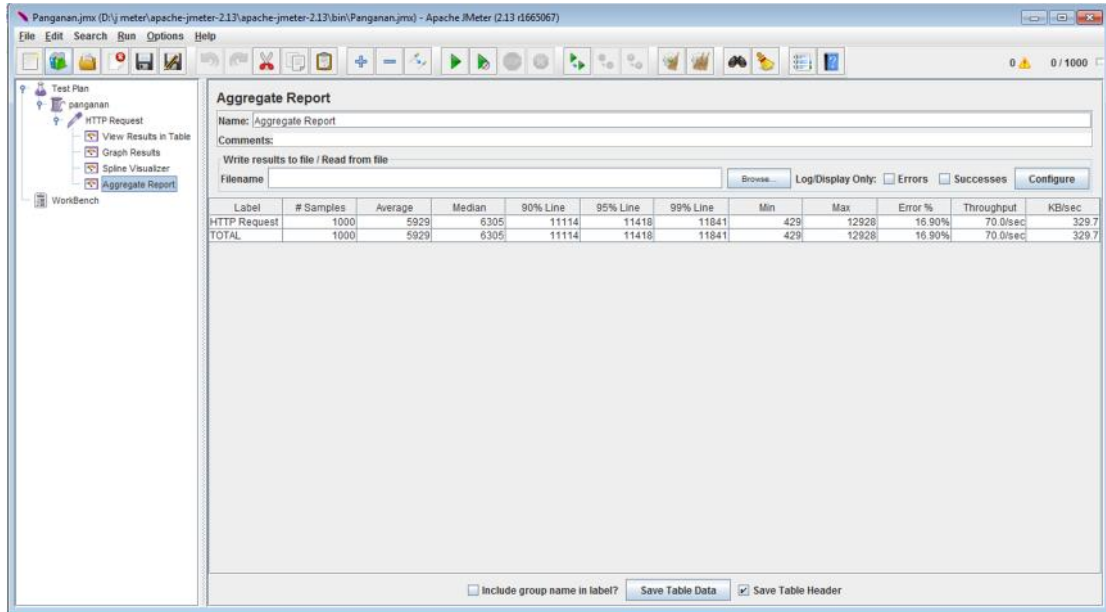 Panganan.jmx (D:\j meter\apache-jmeter-2.13\apache-jmeter-2.13\bin\Panganan.jmx) - Apache JMeter (2.13 r1665067)
File Edit Search Run Options Help
0 0 / 1000
Test Plan
panganan
HTTP Request
View Results in Table
Graph Results
Spline Visualizer
Aggregate Report
WorkBench
Aggregate Report
Name: Aggregate Report
Comments:
Write results to file / Read from file
Filename Browse... Log/Display Only: Errors Successes Configure
Label # Samples Average Median 90% Line 95% Line 99% Line Min Max Error % Throughput KB/sec
HTTP Request 1000 5929 6305 11114 11418 11841 429 12928 16.90% 70.0/sec 329.7
TOTAL 1000 5929 6305 11114 11418 11841 429 12928 16.90% 70.0/sec 329.7
Include group name in label? Save Table Data Save Table Header